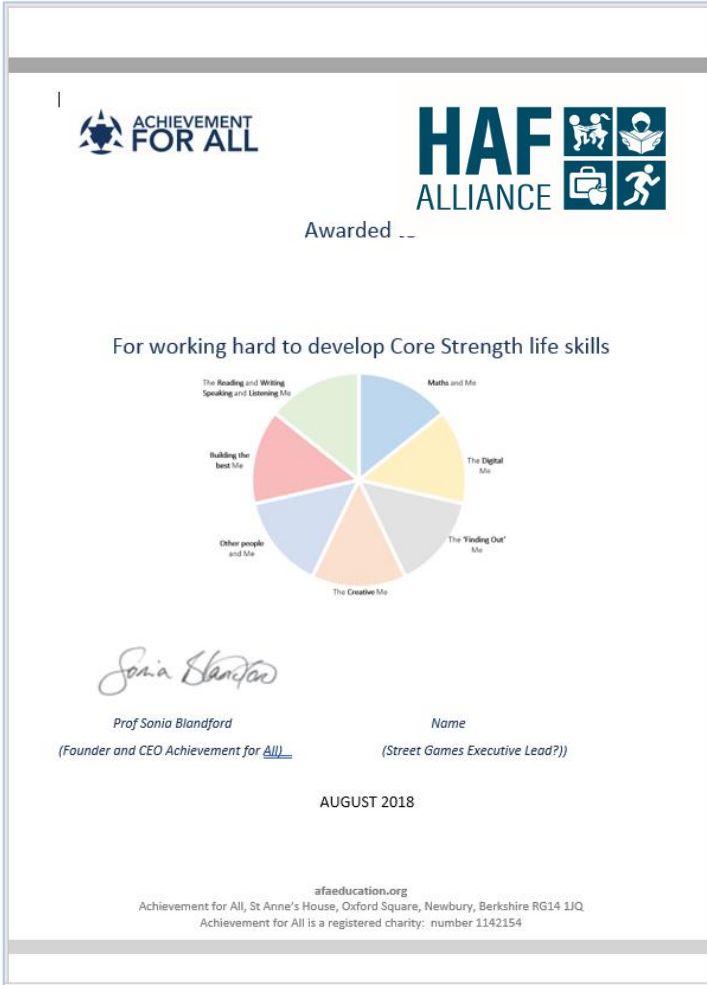 ACHIEVEMENT
FOR ALL
HAF
ALLIANCE
Awarded
For working hard to develop Core Strength life skills
The Reading and Writing
Speaking and Listening Me
Maths and Me
Building the
best Me
The Digital
Me
Other people
and Me
The 'Finding Out'
Me
The Creative Me
Sonia Blandford
Prof Sonia Blandford
Name
(Founder and CEO Achievement for All)
(Street Games Executive Lead?))
AUGUST 2018
afaeducation.org
Achievement for All, St Anne's House, Oxford Square, Newbury, Berkshire RG14 1JQ
Achievement for All is a registered charity: number 1142154